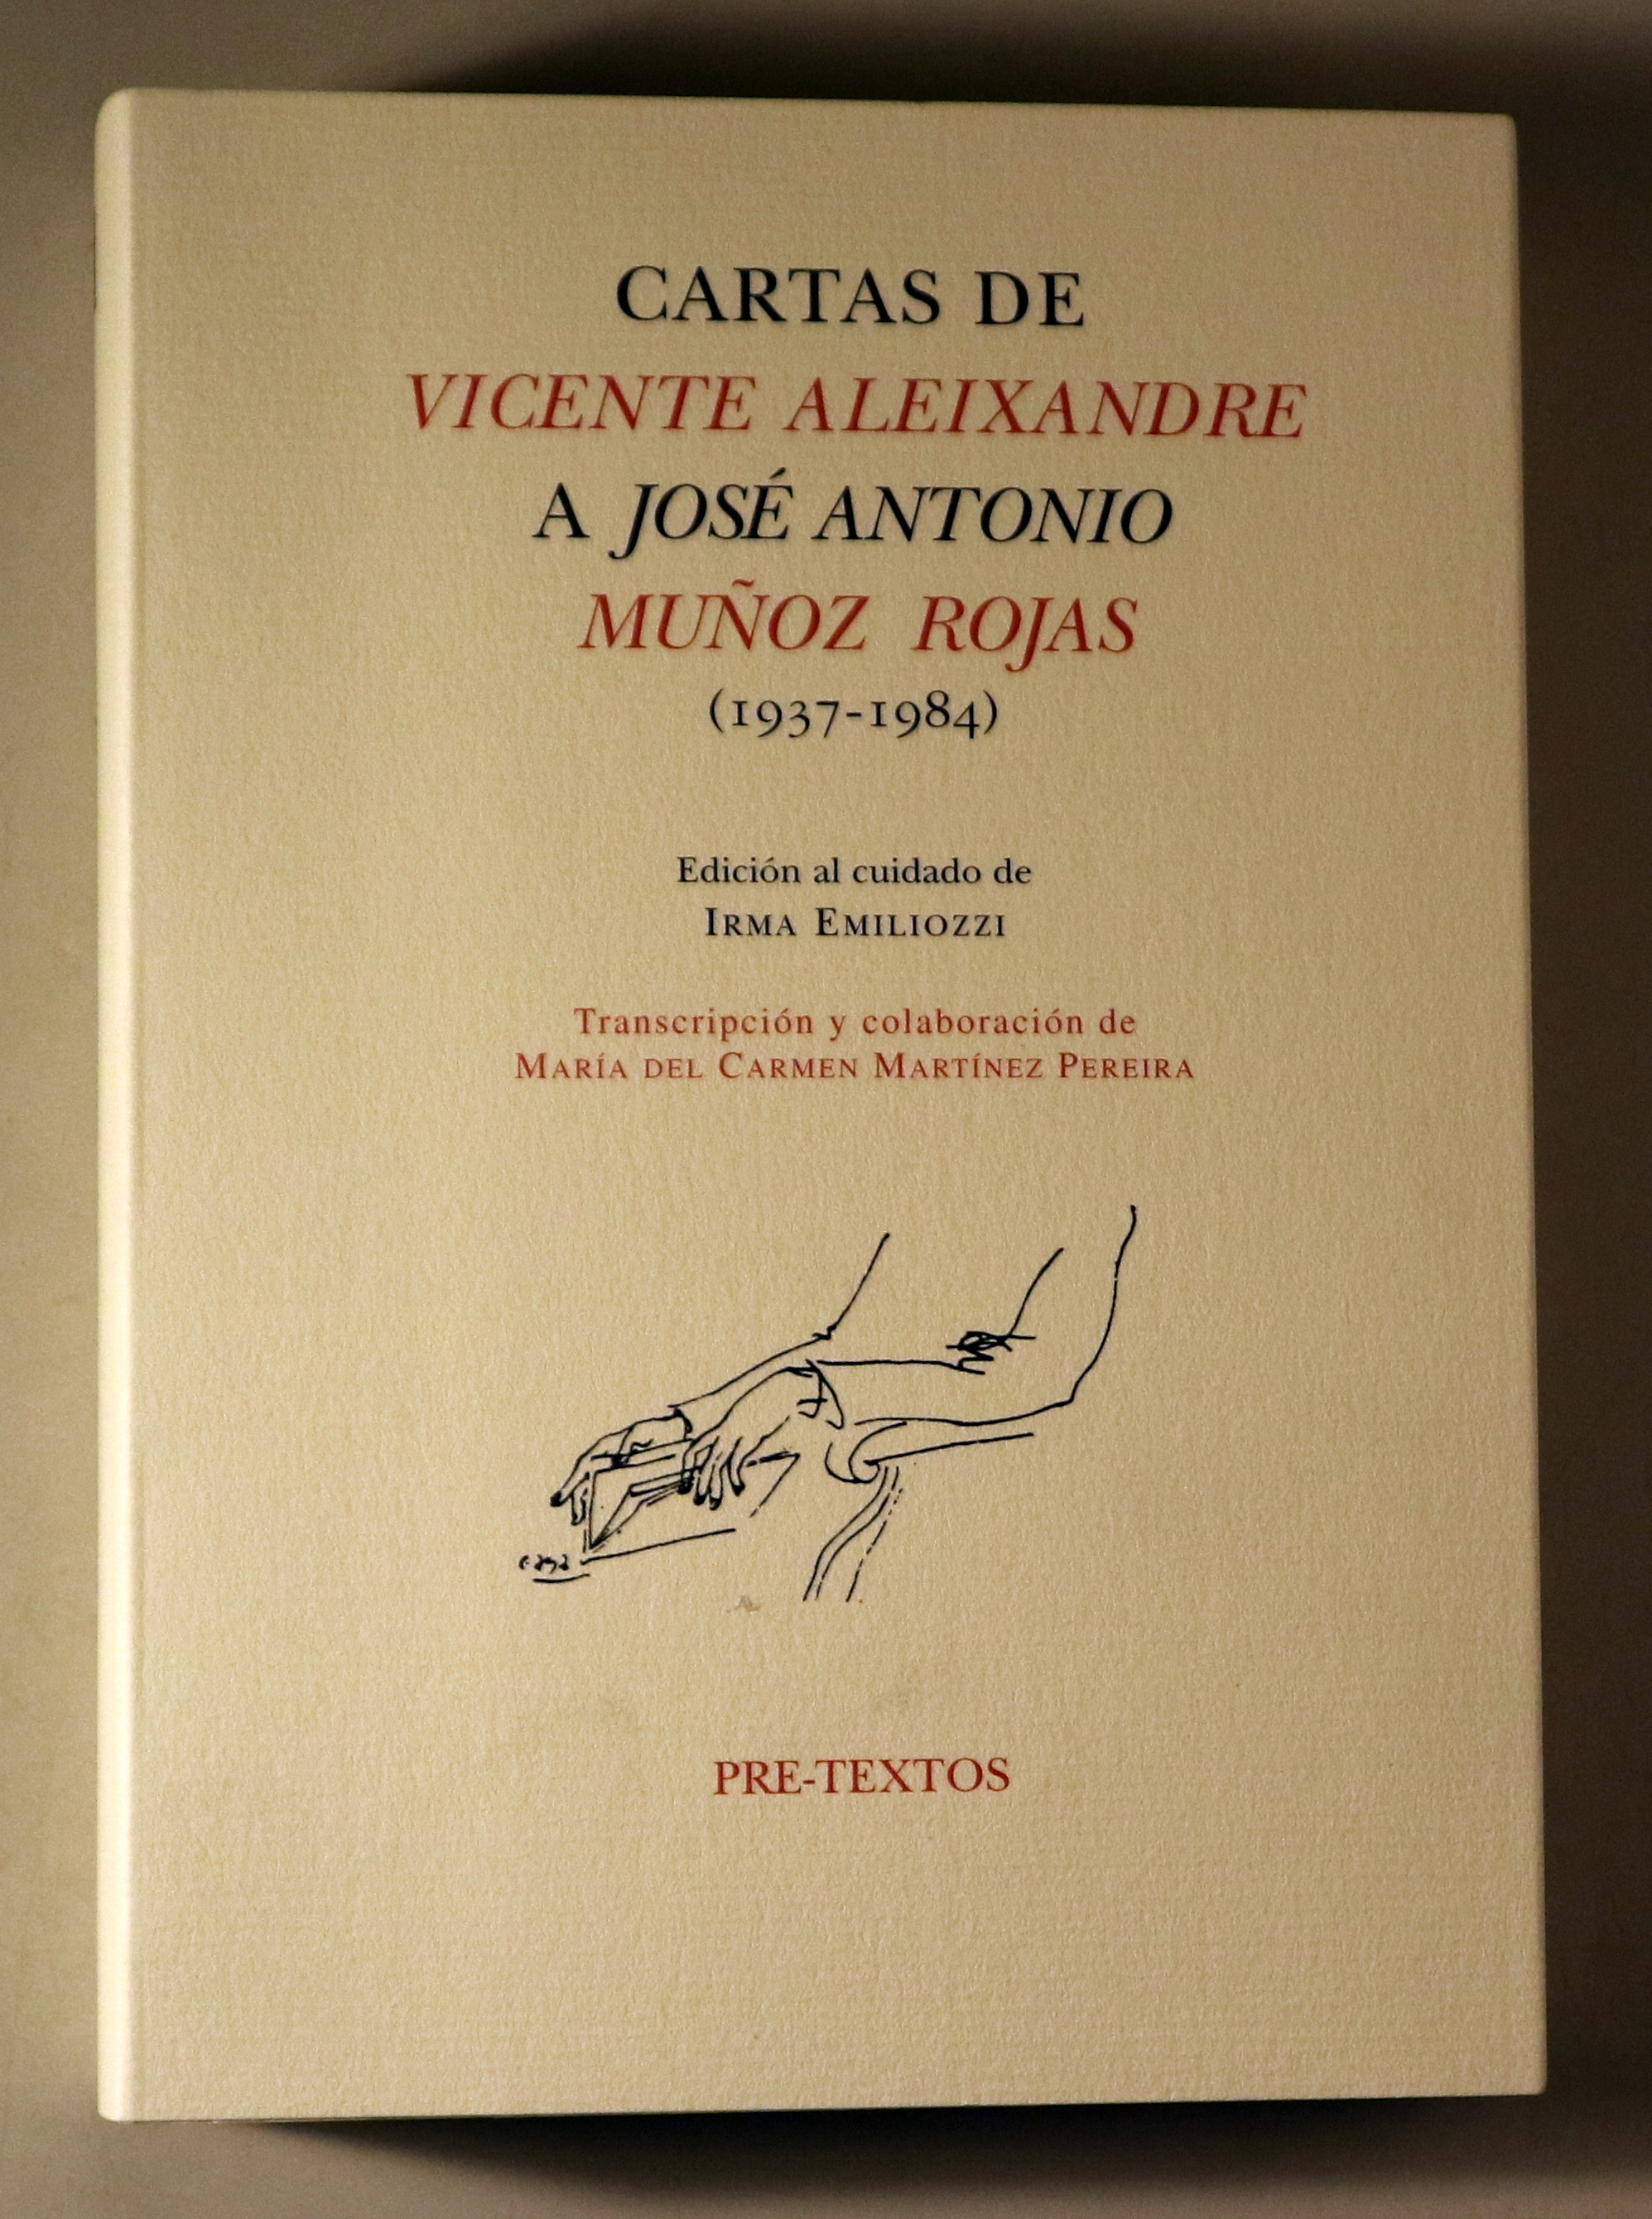 CARTAS DE
VICENTE ALEIXANDRE
A JOSÉ ANTONIO
MUÑOZ ROJAS
(1937-1984)
Edición al cuidado de
IRMA EMILIOZZI
Transcripción y colaboración de
MARÍA DEL CARMEN MARTÍNEZ PEREIRA
PRE-TEXTOS